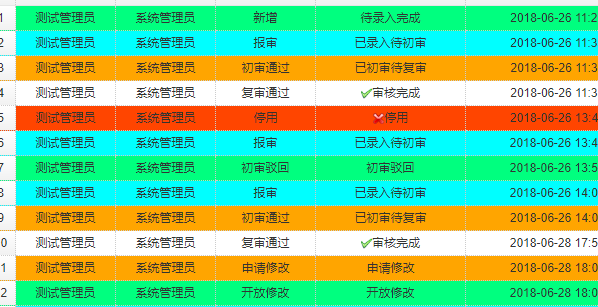 1 测试管理员 系统管理员 新增 待录入完成 2018-06-26 11:2
2 测试管理员 系统管理员 报审 已录入待初审 2018-06-26 11:3
3 测试管理员 系统管理员 初审通过 已初审待复审 2018-06-26 11:3
4 测试管理员 系统管理员 复审通过 审核完成 2018-06-26 11:3
5 测试管理员 系统管理员 停用 停用 2018-06-26 13:4
6 测试管理员 系统管理员 报审 已录入待初审 2018-06-26 13:4
7 测试管理员 系统管理员 初审驳回 初审驳回 2018-06-26 13:5
8 测试管理员 系统管理员 报审 已录入待初审 2018-06-26 14:0
9 测试管理员 系统管理员 初审通过 已初审待复审 2018-06-26 14:0
0 测试管理员 系统管理员 复审通过 审核完成 2018-06-28 17:5
1 测试管理员 系统管理员 申请修改 申请修改 2018-06-28 18:0
2 测试管理员 系统管理员 开放修改 开放修改 2018-06-28 18:0